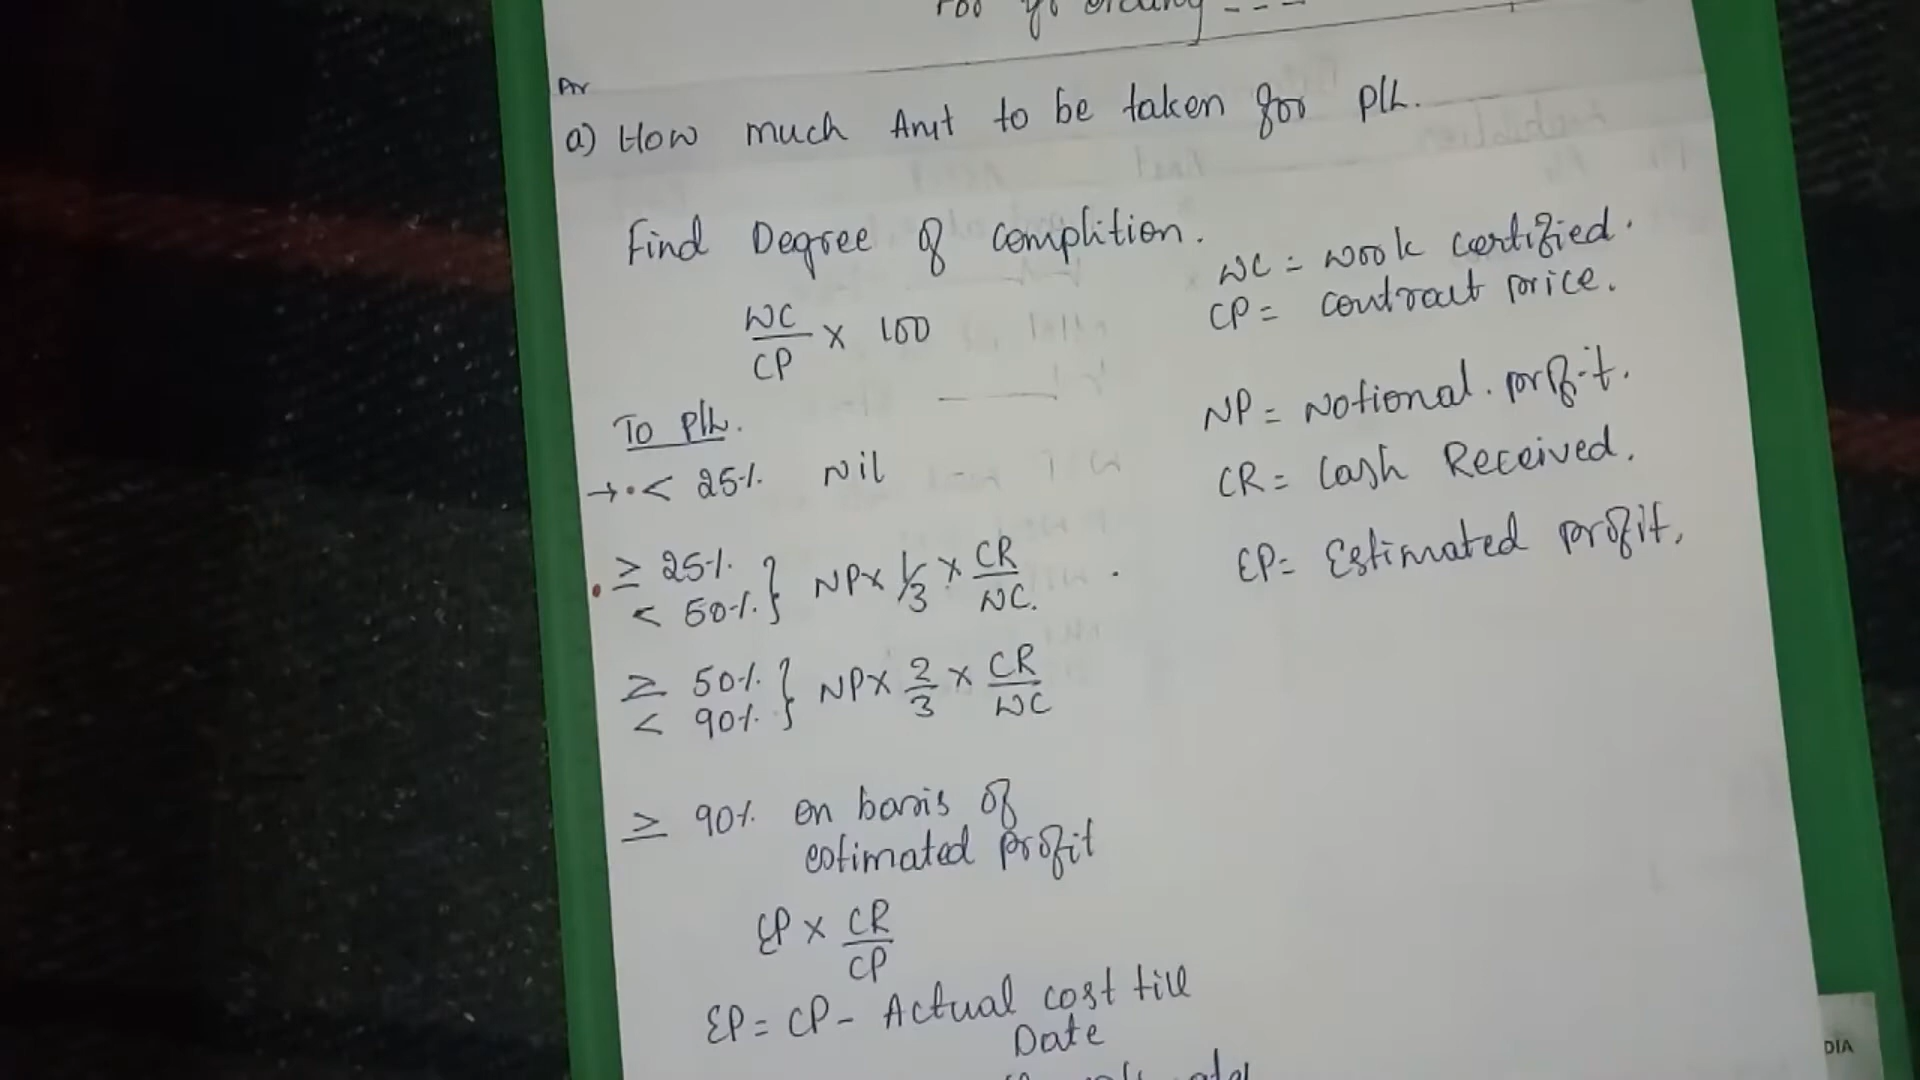 a) How much Amt to be taken for P/L.
Find Degree of complition.
WC = work certified.
CP = contract price.
WC/CP x 100
NP = Notional. profit.
To P/L.
CR = Cash Received.
→ • < 25% Nil
EP = Estimated profit.
• ≥ 25% < 50% } NP x 1/3 x CR/WC.
≥ 50% < 90% } NP x 2/3 x CR/WC
≥ 90% on basis of
estimated Profit
EP x CR/CP
EP = CP - Actual cost till
Date
DIA